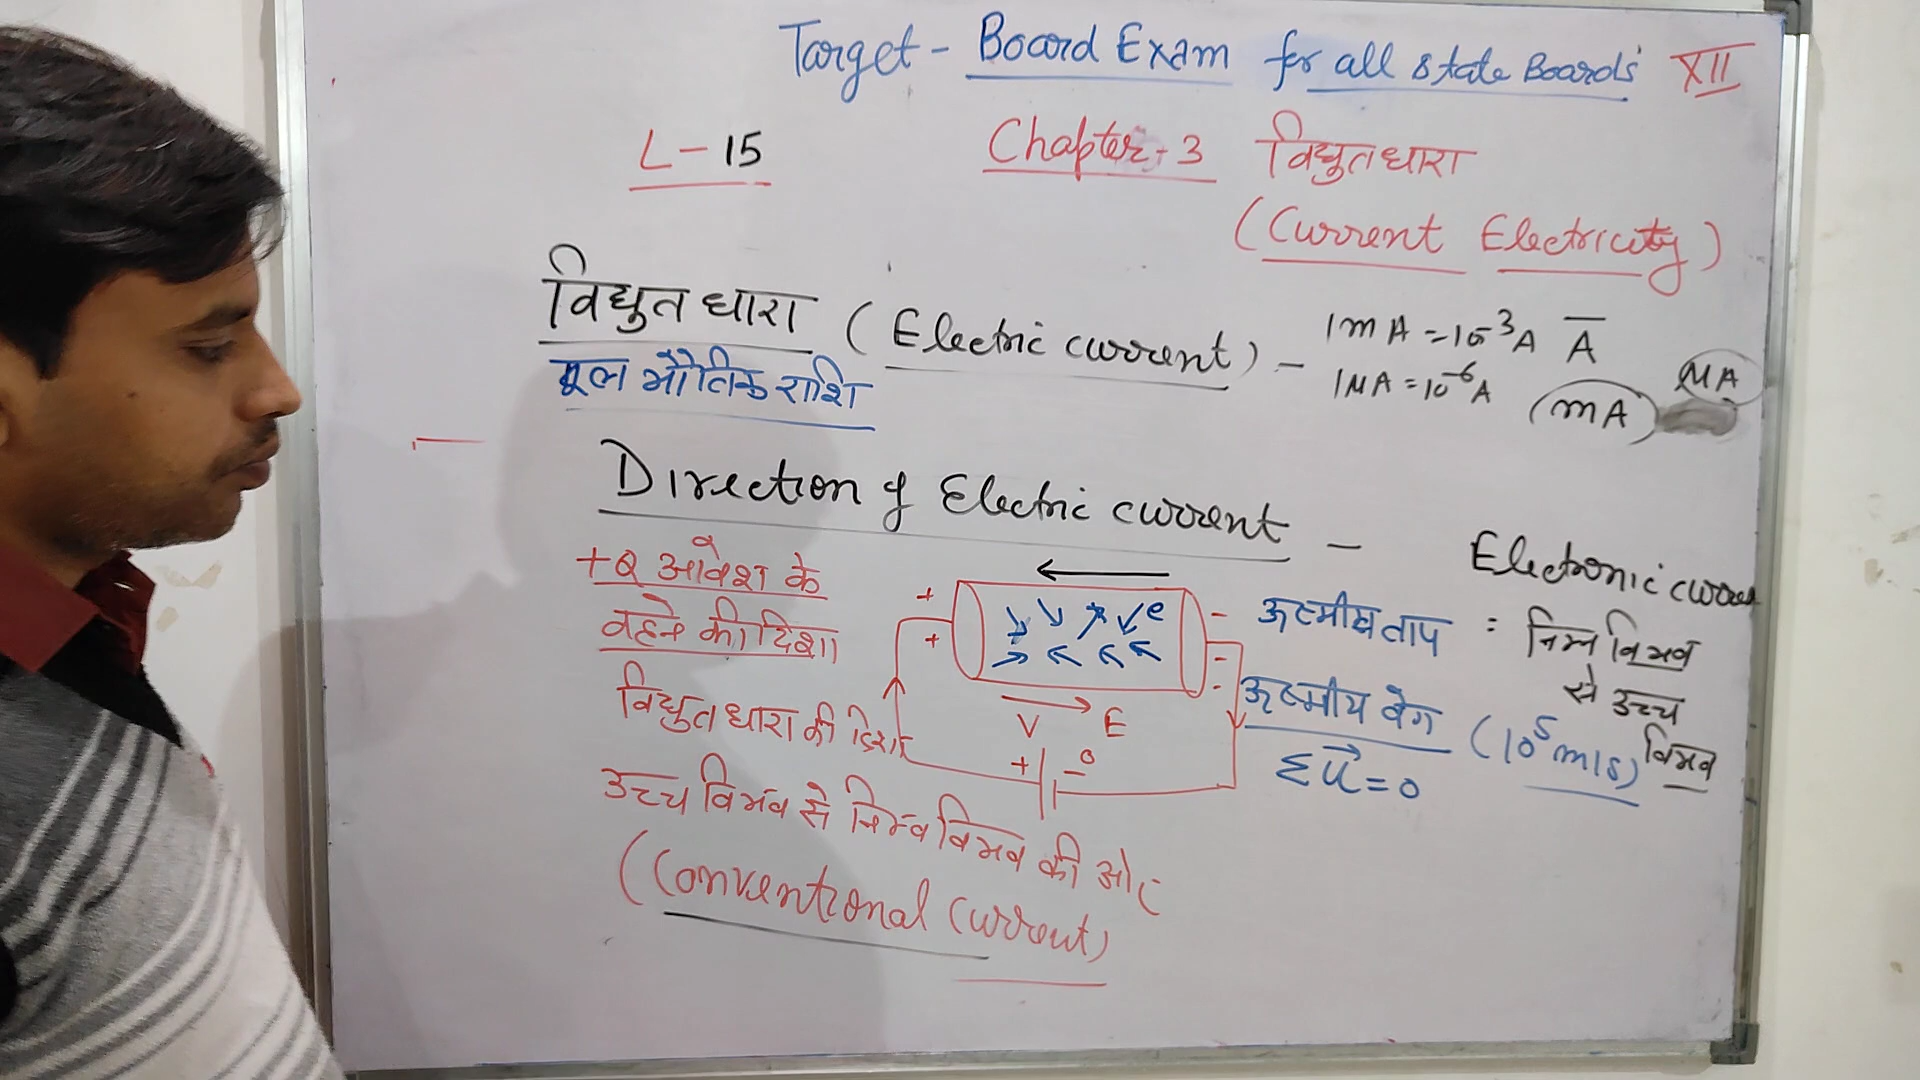 Target - Board Exam for all state Boards XII
L - 15
Chapter - 3 विद्युत धारा
(Current Electricity)
विद्युत धारा (Electric current) -
1mA = 10⁻³A A
1μA = 10⁻⁶A
mA
μA
मूल भौतिक राशि
Direction of Electric current -
+Q आवेश के
वहने की दिशा
विद्युत धारा की दिशा
उच्च विभव से निम्न विभव की ओर
(Conventional current)
+
+
e
-
-
-
V E
+
-
ऊष्मीय ताप
ऊष्मीय वेग (10⁵ m/s)
Σu⃗ = 0
Electronic curren
: निम्न विभव
से उच्च
विभव